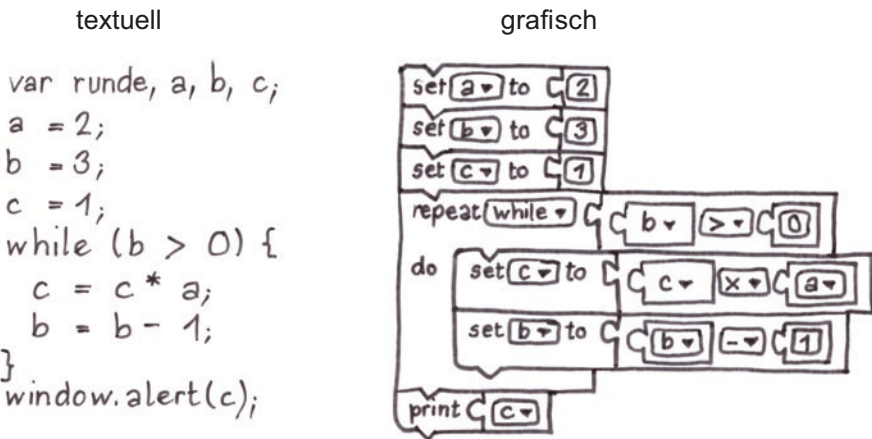 textuell
grafisch
var runde, a, b, c;
a = 2;
b = 3;
c = 1;
while (b > 0) {
c = c * a;
b = b - 1;
}
window.alert(c);
set a to 2
set b to 3
set c to 1
repeat while b > 0
do set c to c x a
set b to b - 1
print c